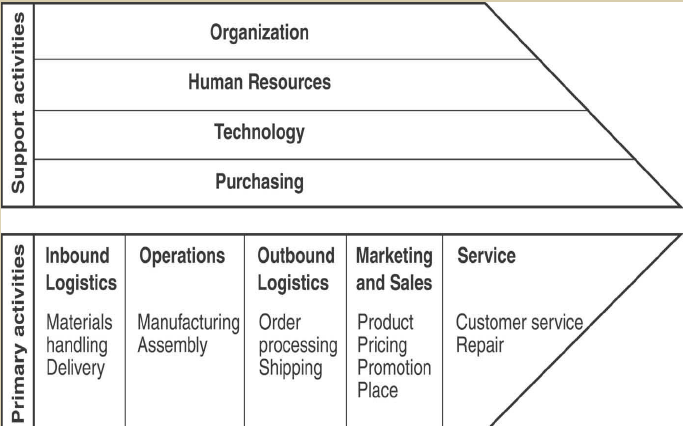 Support activities
Organization
Human Resources
Technology
Purchasing
Primary activities
Inbound
Logistics
Materials
handling
Delivery
Operations
Manufacturing
Assembly
Outbound
Logistics
Order
processing
Shipping
Marketing
and Sales
Product
Pricing
Promotion
Place
Service
Customer service
Repair